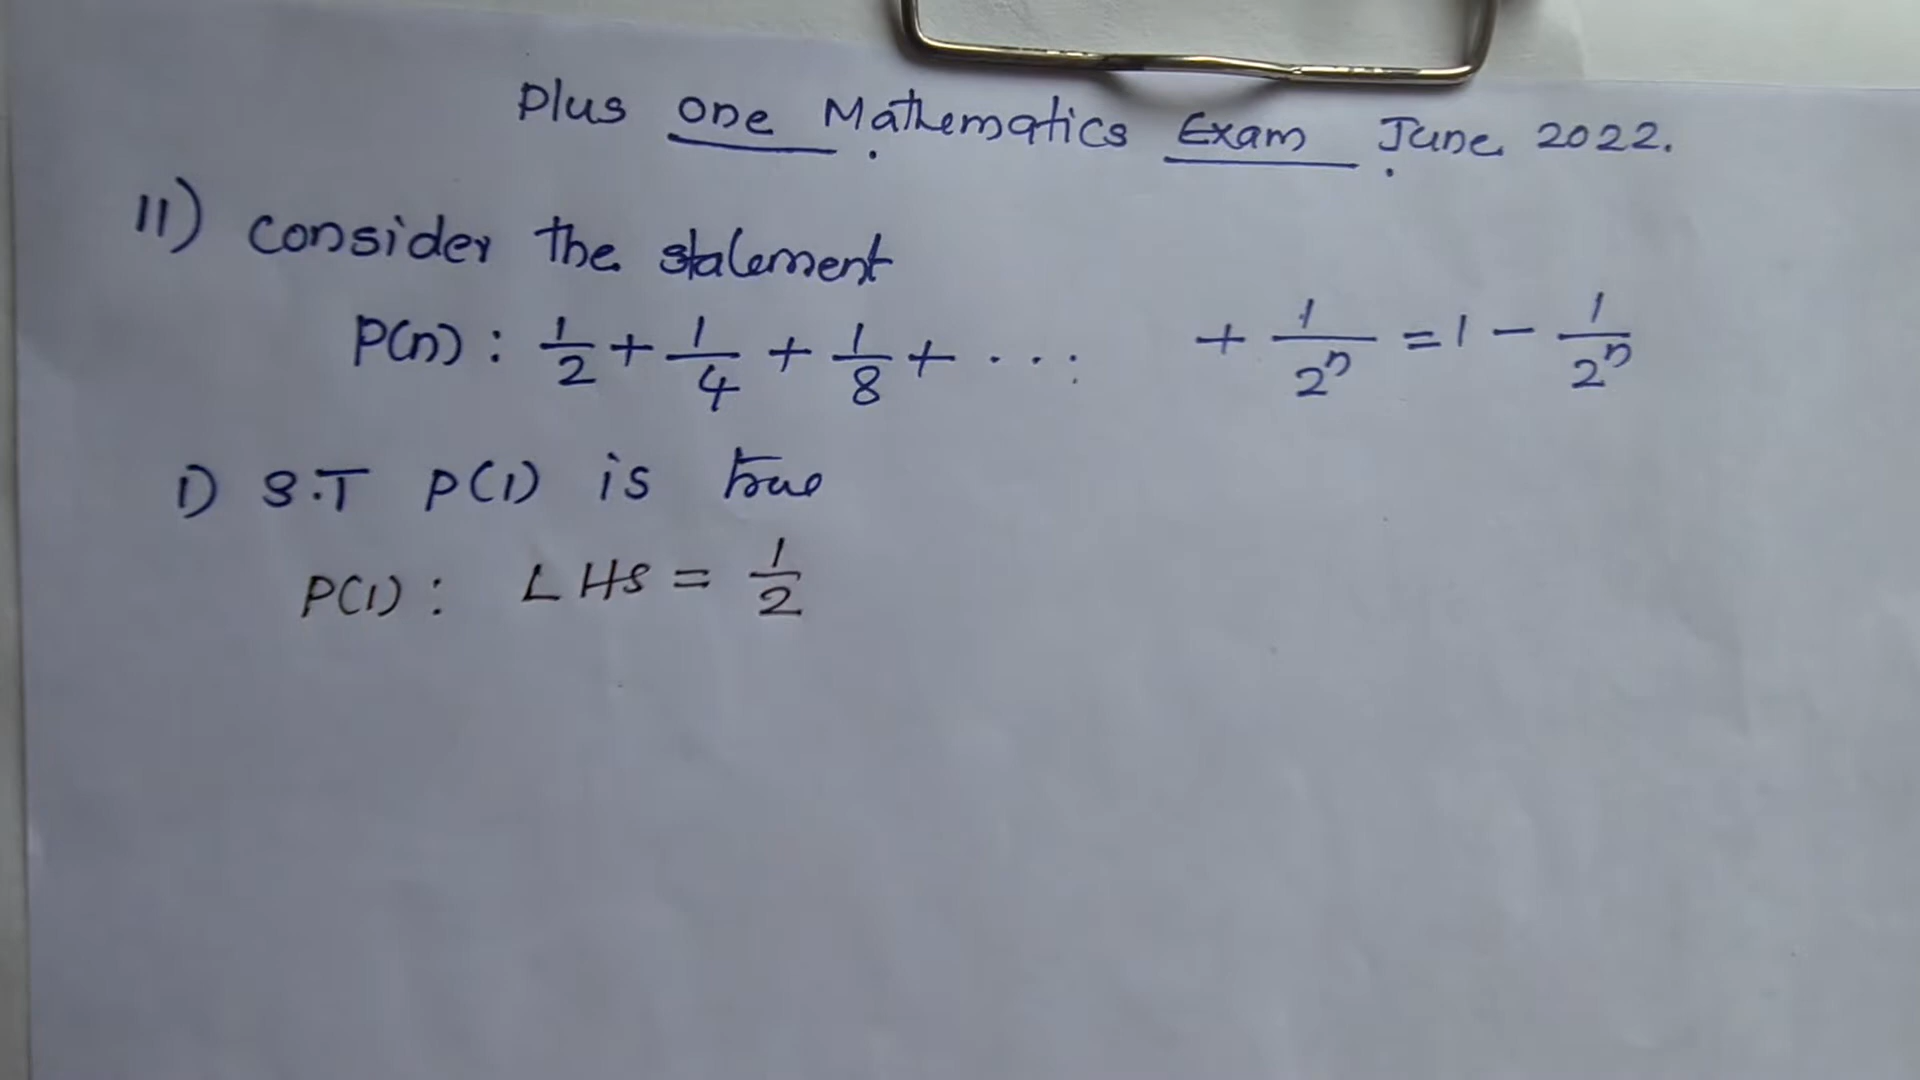 Plus one Mathematics Exam June 2022.
11) Consider the statement
P(n) : 1/2 + 1/4 + 1/8 + ... + 1/2^n = 1 - 1/2^n
1) S.T P(1) is true
P(1) : LHS = 1/2